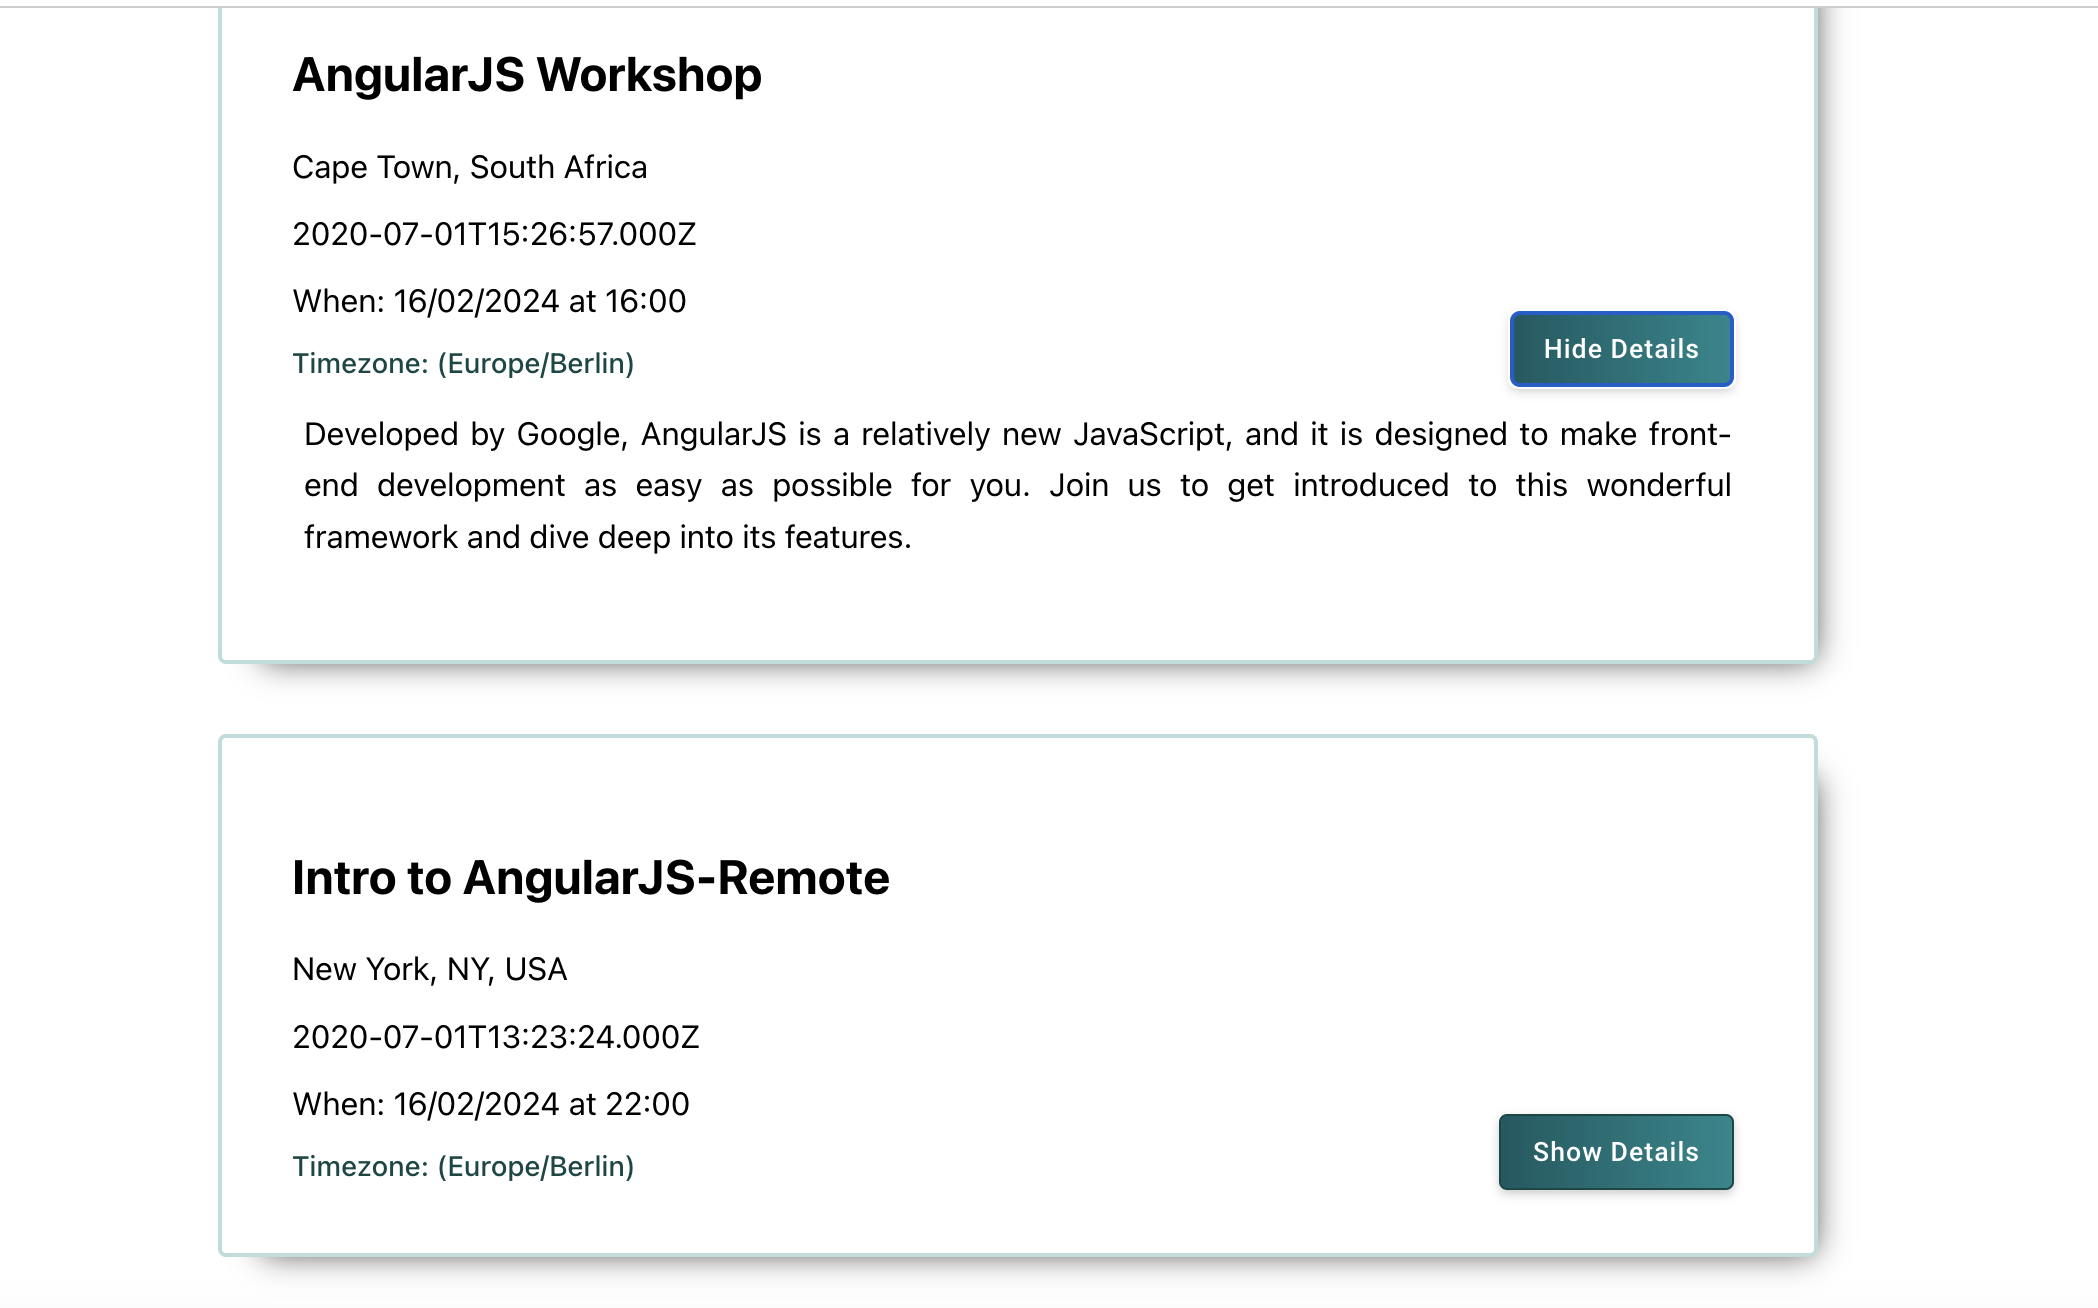 AngularJS Workshop
Cape Town, South Africa
2020-07-01T15:26:57.000Z
When: 16/02/2024 at 16:00
Timezone: (Europe/Berlin)
Hide Details
Developed by Google, AngularJS is a relatively new JavaScript, and it is designed to make front-
end development as easy as possible for you. Join us to get introduced to this wonderful
framework and dive deep into its features.
Intro to AngularJS-Remote
New York, NY, USA
2020-07-01T13:23:24.000Z
When: 16/02/2024 at 22:00
Timezone: (Europe/Berlin)
Show Details